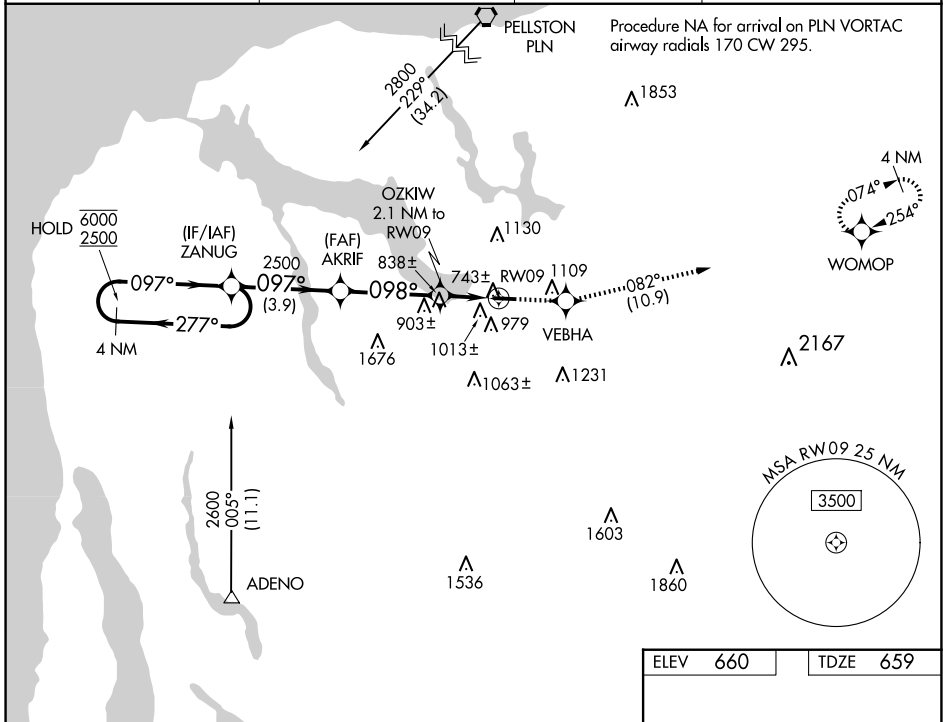 PELLSTON
PLN
Procedure NA for arrival on PLN VORTAC
airway radials 170 CW 295.
2800
229°
(34.2)
1853
4 NM
074°
254°
WOMOP
HOLD 6000
2500
(IF/IAF)
ZANUG
097°
277°
4 NM
2500
097°
(3.9)
(FAF)
AKRIF
098°
OZKIW
2.1 NM to
RW09
838±
903±
743±
RW09
1130
1109
979
1013±
VEBHA
082°
(10.9)
1676
1063±
1231
2167
2600
005°
(11.1)
ADENO
MSA RW09 25 NM
3500
1603
1536
1860
ELEV 660
TDZE 659